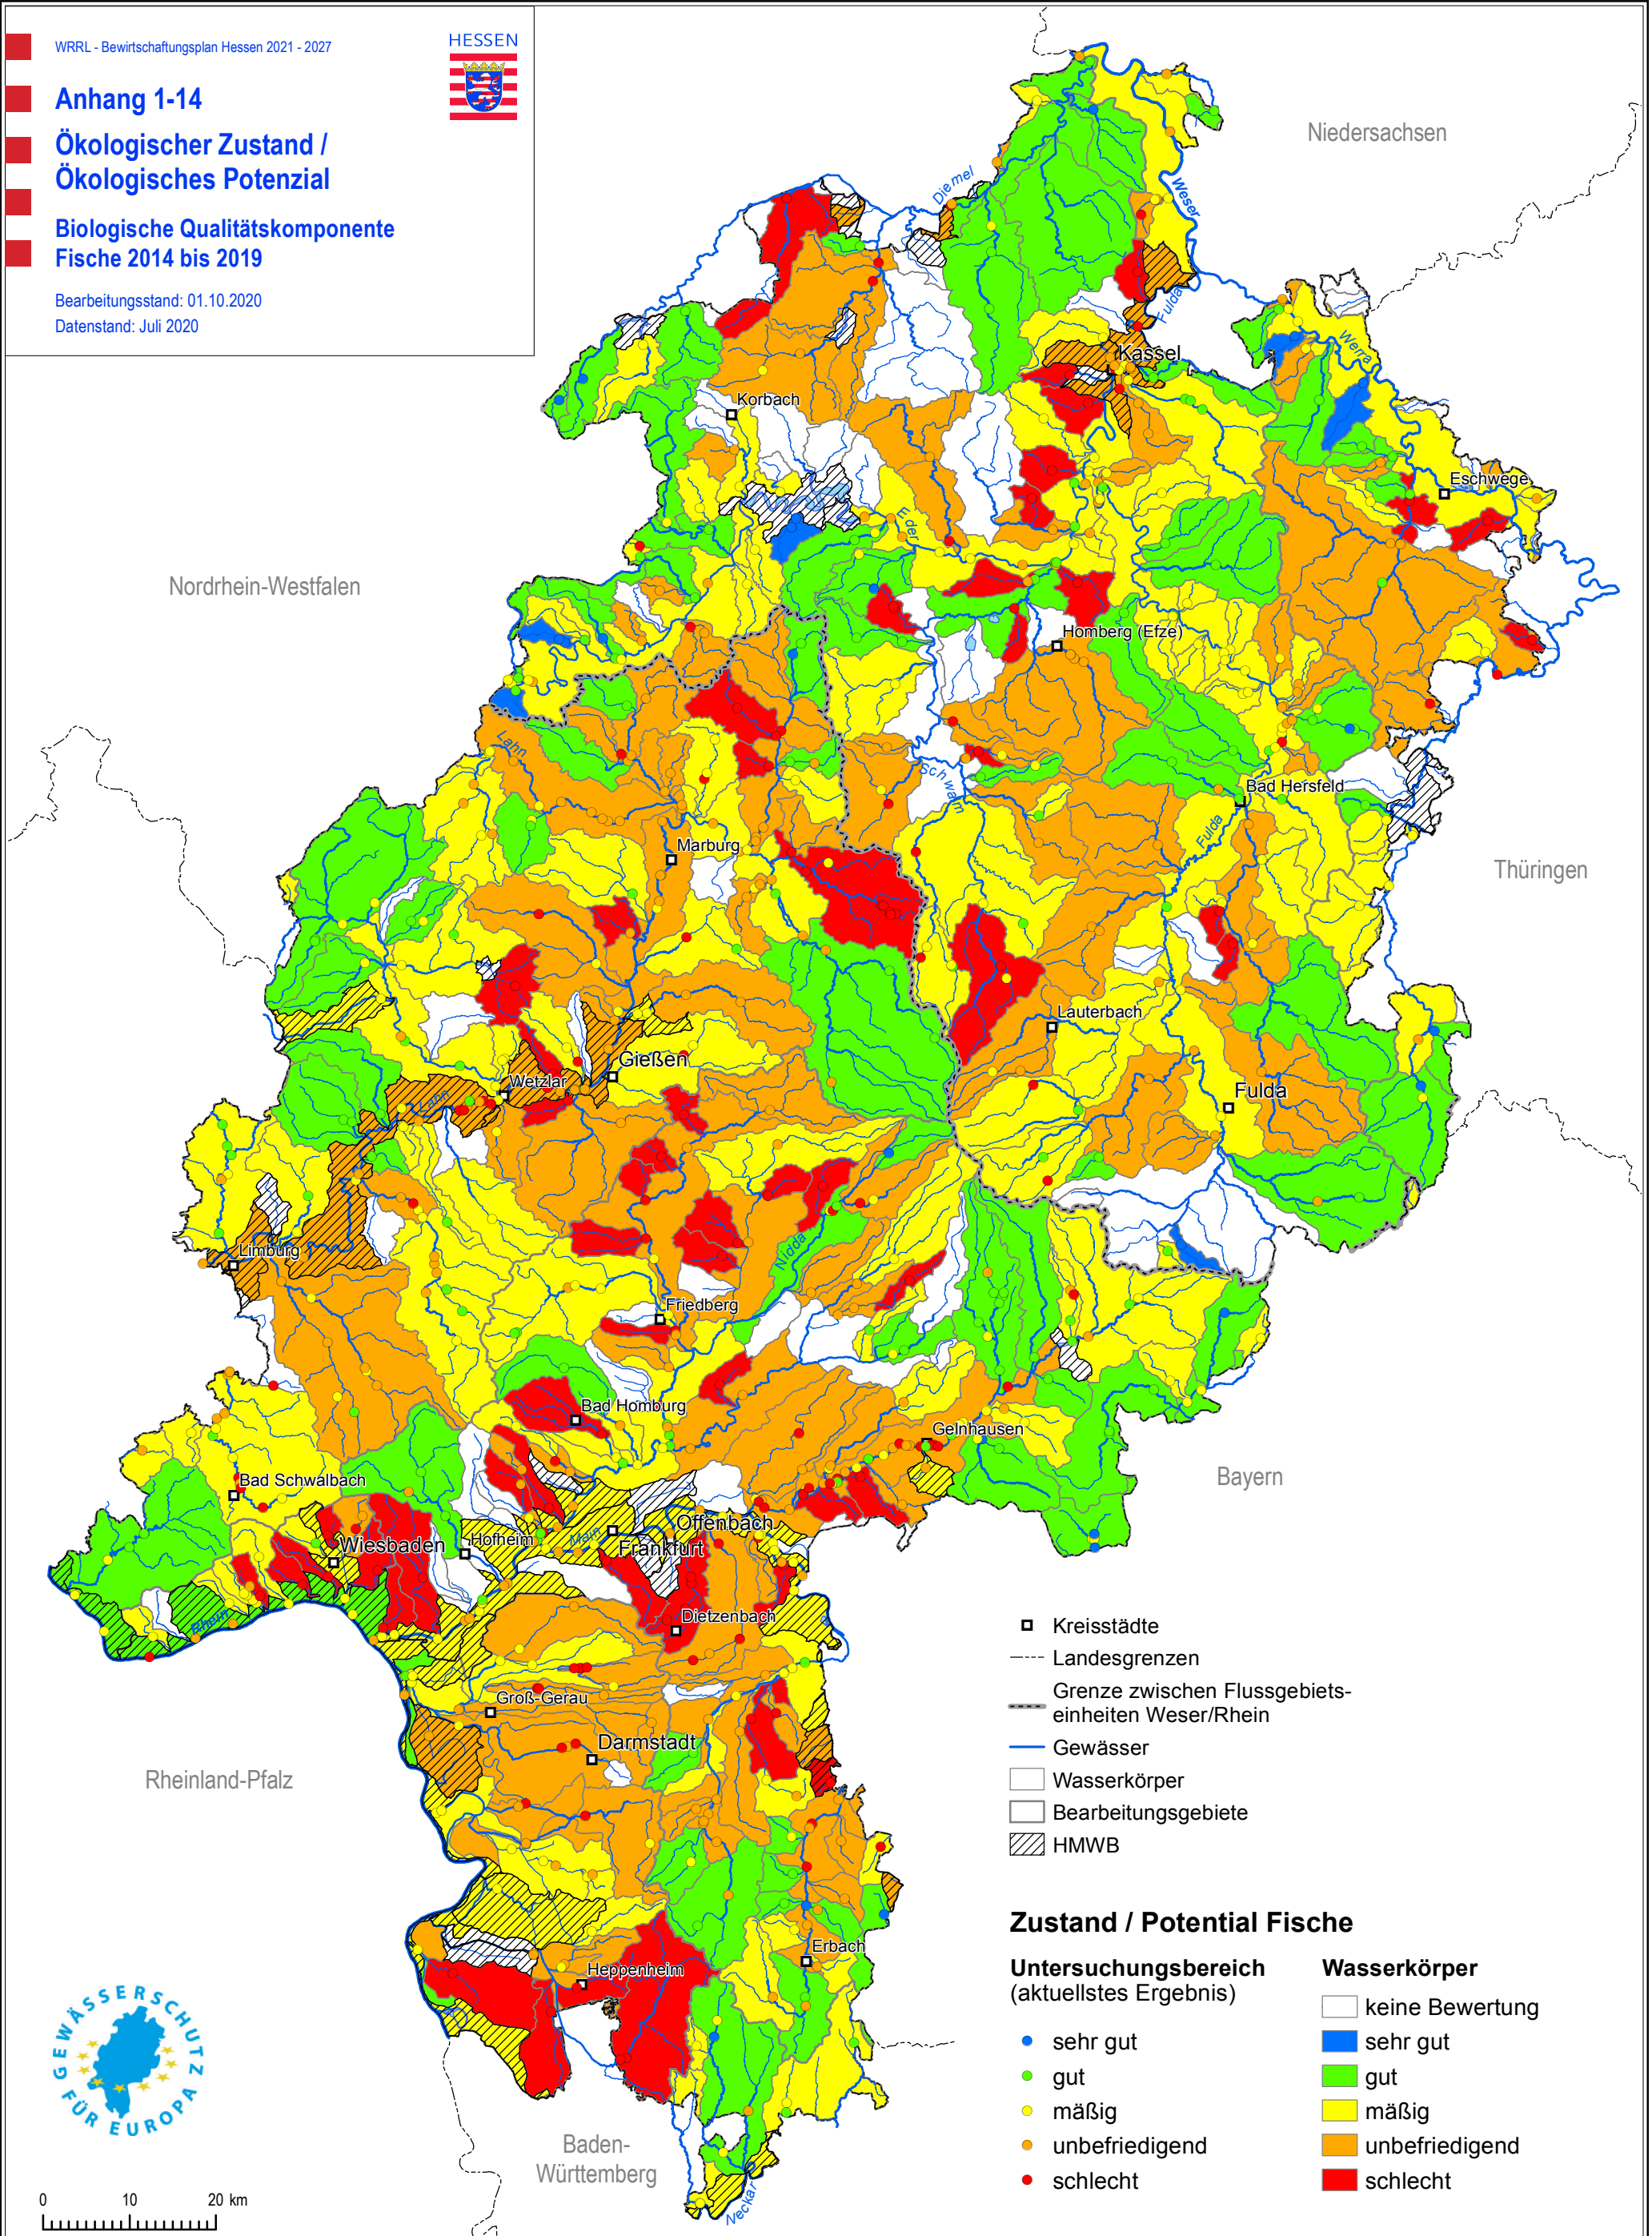 WRRL - Bewirtschaftungsplan Hessen 2021 - 2027
HESSEN
Anhang 1-14
Ökologischer Zustand /
Ökologisches Potenzial
Biologische Qualitätskomponente
Fische 2014 bis 2019
Bearbeitungsstand: 01.10.2020
Datenstand: Juli 2020
Niedersachsen
Diemel
Weser
Fulda
Kassel
Werra
Korbach
Eschwege
Eder
Nordrhein-Westfalen
Homberg (Efze)
Lahn
Schwalm
Bad Hersfeld
Fulda
Marburg
Thüringen
Lauterbach
Gießen
Wetzlar
Lahn
Fulda
Nidda
Limburg
Friedberg
Bad Homburg
Gelnhausen
Bad Schwalbach
Bayern
Offenbach
Main
Hofheim
Wiesbaden
Frankfurt
Rhein
Dietzenbach
Groß-Gerau
Darmstadt
Rheinland-Pfalz
Erbach
Heppenheim
Baden-
Württemberg
Neckar
Kreisstädte
Landesgrenzen
Grenze zwischen Flussgebiets-
einheiten Weser/Rhein
Gewässer
Wasserkörper
Bearbeitungsgebiete
HMWB
Zustand / Potential Fische
Untersuchungsbereich
(aktuellstes Ergebnis)
sehr gut
gut
mäßig
unbefriedigend
schlecht
Wasserkörper
keine Bewertung
sehr gut
gut
mäßig
unbefriedigend
schlecht
GEWÄSSERSCHUTZ
FÜR EUROPA
0 10 20 km